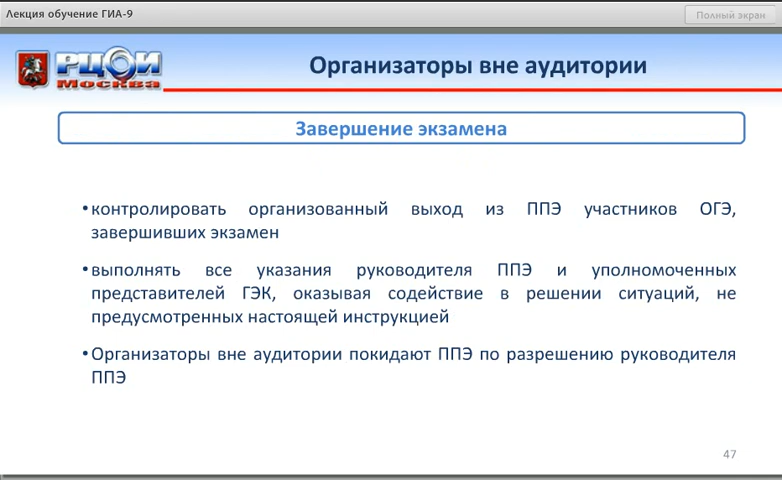 Лекция обучение ГИА-9
Полный экран
РЦОИ
Москва
Организаторы вне аудитории
Завершение экзамена
•контролировать организованный выход из ППЭ участников ОГЭ,
завершивших экзамен
•выполнять все указания руководителя ППЭ и уполномоченных
представителей ГЭК, оказывая содействие в решении ситуаций, не
предусмотренных настоящей инструкцией
•Организаторы вне аудитории покидают ППЭ по разрешению руководителя
ППЭ
47